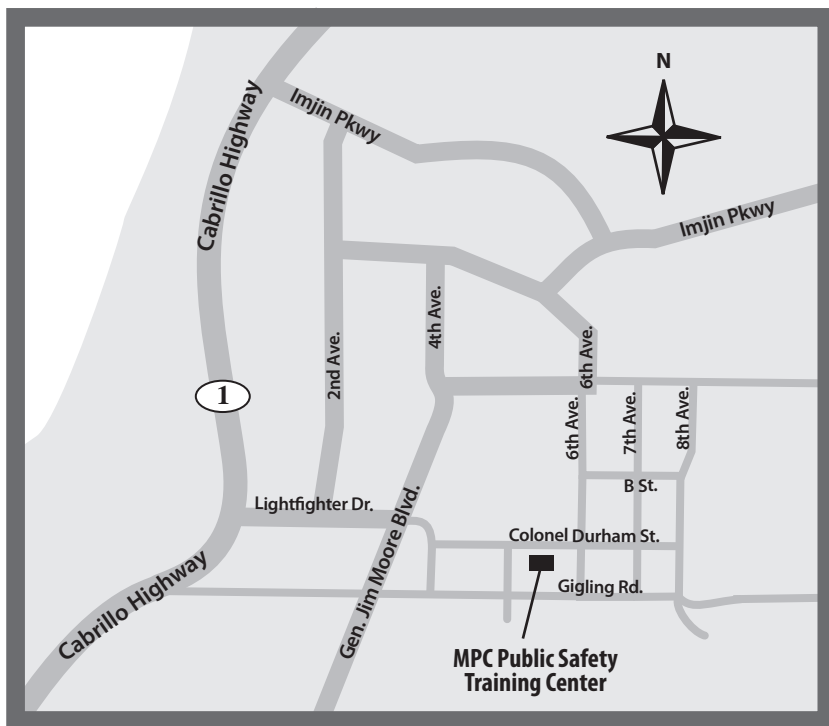 N
Imjin Pkwy
Cabrillo Highway
Imjin Pkwy
4th Ave.
2nd Ave.
6th Ave.
1
6th Ave.
7th Ave.
8th Ave.
B St.
Lightfighter Dr.
Gen. Jim Moore Blvd.
Colonel Durham St.
Cabrillo Highway
Gigling Rd.
MPC Public Safety
Training Center